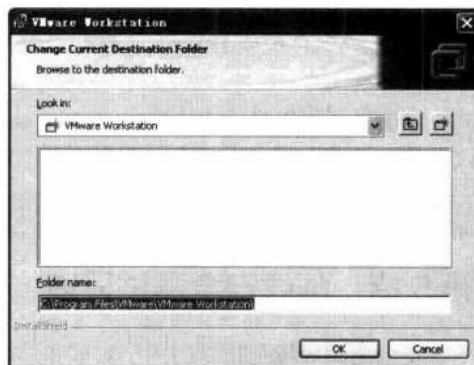 VMware Workstation
Change Current Destination Folder
Browse to the destination folder.
Look in:
VMware Workstation
Folder name:
C:\Program Files\VMware\VMware Workstation\
InstallShield
OK
Cancel